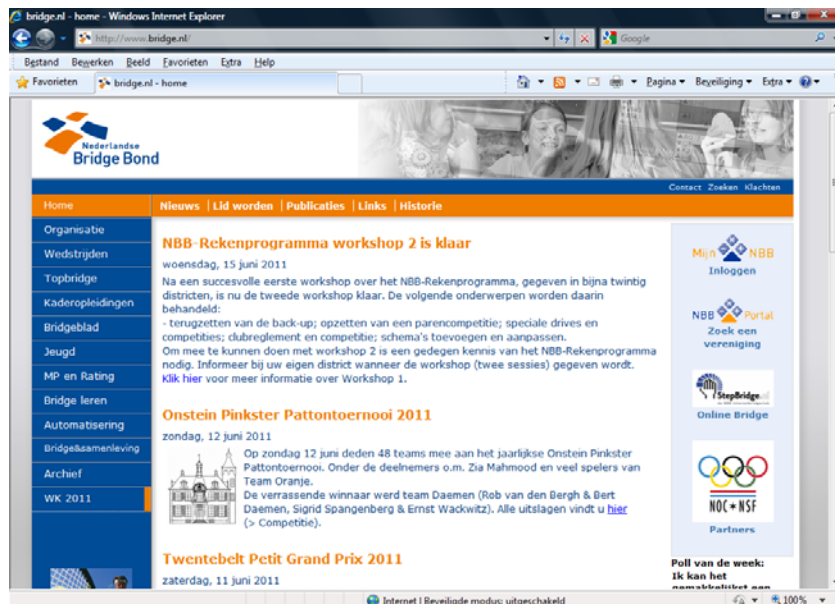 bridge.nl - home - Windows Internet Explorer
http://www.bridge.nl/
Google
Bestand Bewerken Beeld Favorieten Extra Help
Favorieten bridge.nl - home Pagina Beveiliging Extra
Nederlandse
Bridge Bond
Contact Zoeken Klachten
Home
Nieuws | Lid worden | Publicaties | Links | Historie
Organisatie
Wedstrijden
Topbridge
Kaderopleidingen
Bridgeblad
Jeugd
MP en Rating
Bridge leren
Automatisering
Bridge&samenleving
Archief
WK 2011
NBB-Rekenprogramma workshop 2 is klaar
woensdag, 15 juni 2011
Na een succesvolle eerste workshop over het NBB-Rekenprogramma, gegeven in bijna twintig
districten, is nu de tweede workshop klaar. De volgende onderwerpen worden daarin
behandeld:
- terugzetten van de back-up; opzetten van een parencompetitie; speciale drives en
competities; clubreglement en competitie; schema's toevoegen en aanpassen.
Om mee te kunnen doen met workshop 2 is een gedegen kennis van het NBB-Rekenprogramma
nodig. Informeer bij uw eigen district wanneer de workshop (twee sessies) gegeven wordt.
Klik hier voor meer informatie over Workshop 1.
Onstein Pinkster Pattontoernooi 2011
zondag, 12 juni 2011
Op zondag 12 juni deden 48 teams mee aan het jaarlijkse Onstein Pinkster
Pattontoernooi. Onder de deelnemers o.m. Zia Mahmood en veel spelers van
Team Oranje.
De verrassende winnaar werd team Daemen (Rob van den Bergh & Bert
Daemen, Sigrid Spangenberg & Ernst Wackwitz). Alle uitslagen vindt u hier
(> Competitie).
Twentebelt Petit Grand Prix 2011
zaterdag, 11 juni 2011
Mijn NBB
Inloggen
NBB Portal
Zoek een
vereniging
StepBridge.nl
Online Bridge
NOC*NSF
Partners
Poll van de week:
Ik kan het
gemakkelijkst een
Internet | Beveiligde modus: uitgeschakeld
100%